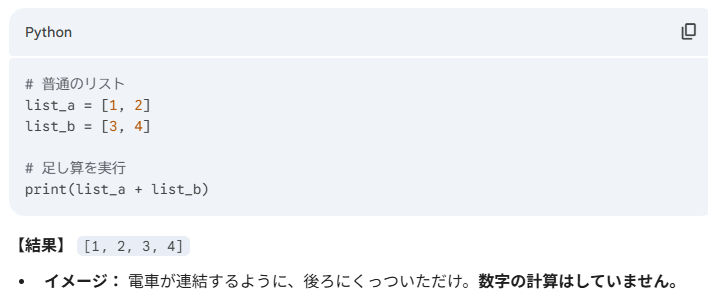 Python
# 普通のリスト
list_a = [1, 2]
list_b = [3, 4]
# 足し算を実行
print(list_a + list_b)
【結果】 [1, 2, 3, 4]
• イメージ： 電車が連結するように、後ろにくっついただけ。数字の計算はしていません。